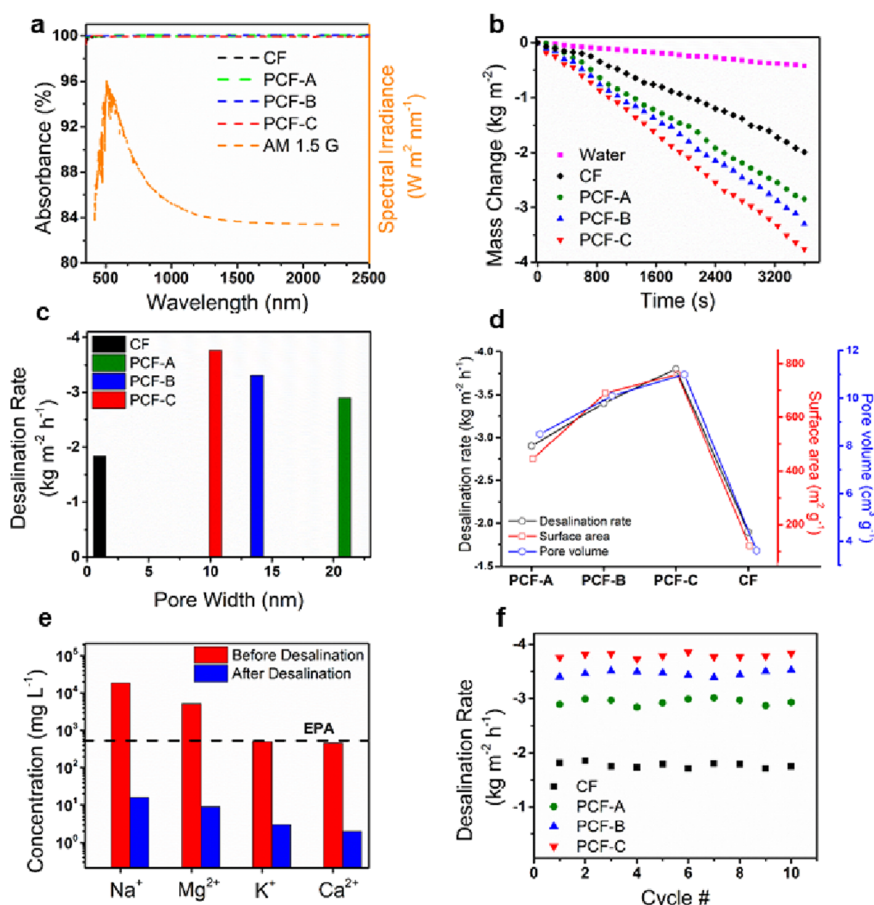 a
Absorbance (%)
100
96
92
88
84
80
CF
PCF-A
PCF-B
PCF-C
AM 1.5 G
Spectral Irradiance
(W m² nm⁻¹)
500 1000 1500 2000 2500
Wavelength (nm)
b
Mass Change (kg m⁻²)
0
-1
-2
-3
-4
Water
CF
PCF-A
PCF-B
PCF-C
0 800 1600 2400 3200
Time (s)
c
Desalination Rate
(kg m⁻² h⁻¹)
-4
-3
-2
-1
0
CF
PCF-A
PCF-B
PCF-C
0 5 10 15 20
Pore Width (nm)
d
Desalination rate (kg m⁻² h⁻¹)
-4.0
-3.5
-3.0
-2.5
-2.0
-1.5
Desalination rate
Surface area
Pore volume
PCF-A PCF-B PCF-C CF
800
600
400
200
Surface area (m² g⁻¹)
12
10
8
6
4
Pore volume (cm³ g⁻¹)
e
Concentration (mg L⁻¹)
10⁵
10⁴
10³
10²
10¹
10⁰
Before Desalination
After Desalination
EPA
Na⁺ Mg²⁺ K⁺ Ca²⁺
f
Desalination Rate
(kg m⁻² h⁻¹)
-4
-3
-2
-1
CF
PCF-A
PCF-B
PCF-C
0 2 4 6 8 10
Cycle #